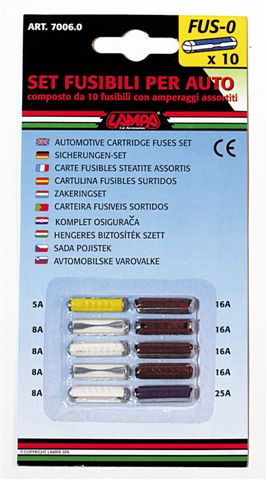 ART. 7006.0
FUS-0
x 10
SET FUSIBILI PER AUTO
composto da 10 fusibili con amperaggi assortiti
LAMPA
Car Accessories
AUTOMOTIVE CARTRIDGE FUSES SET
SICHERUNGEN-SET
CARTE FUSIBLES STEATITE ASSORTIS
CARTULINA FUSIBLES SURTIDOS
ZAKERINGSET
CARTEIRA FUSIVEIS SORTIDOS
KOMPLET OSIGURAČA
HENGERES BIZTOSÍTÉK SZETT
SADA POJISTEK
AVTOMOBILSKE VAROVALKE
CE
5A 16A
8A 16A
8A 16A
8A 16A
8A 25A
© COPYRIGHT LAMPA SPA